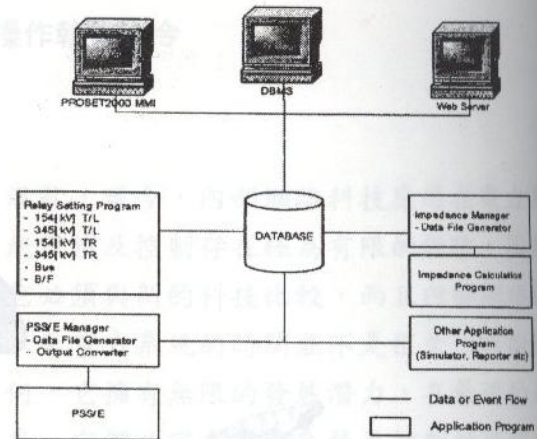 PROSET2000 MMI
DBMS
Web Server
Relay Setting Program
- 154[kV] T/L
- 345[kV] T/L
- 154[kV] TR
- 345[kV] TR
- Bus
- B/F
DATABASE
Impedance Manager
- Data File Generator
Impedance Calculation
Program
PSS/E Manager
- Data File Generator
- Output Converter
Other Application
Program
(Simulator, Reporter etc)
PSS/E
Data or Event Flow
Application Program